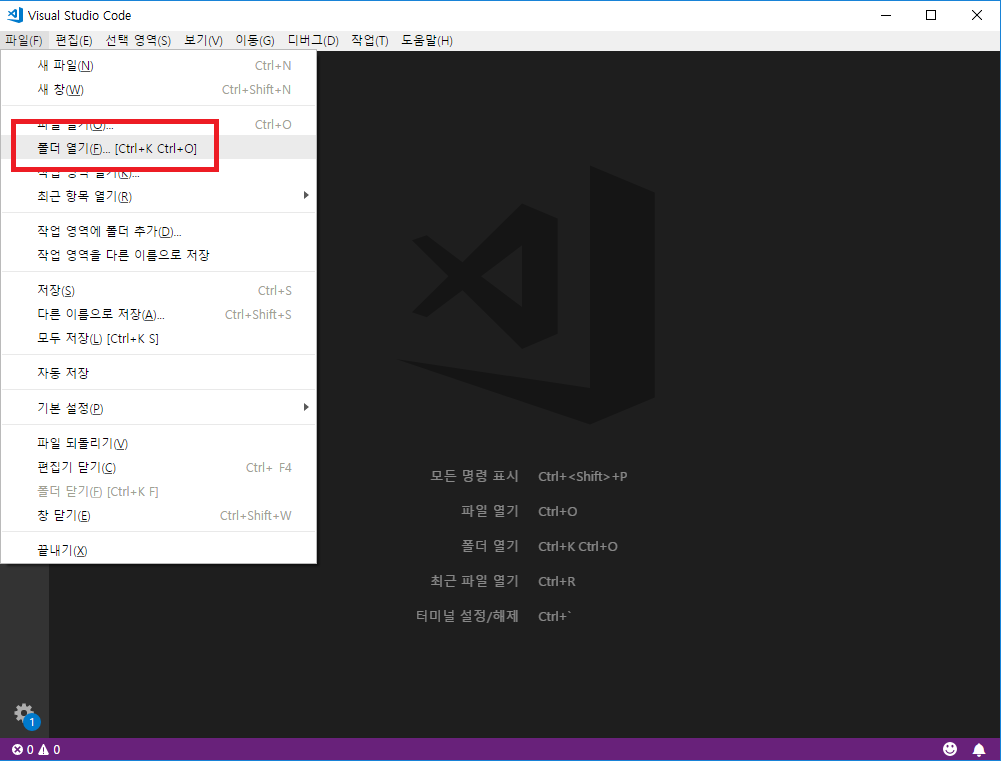 Visual Studio Code
파일(F) 편집(E) 선택 영역(S) 보기(V) 이동(G) 디버그(D) 작업(T) 도움말(H)
새 파일(N) Ctrl+N
새 창(W) Ctrl+Shift+N
파일 열기(O)... Ctrl+O
폴더 열기(F)... [Ctrl+K Ctrl+O]
작업 영역 열기(K)...
최근 항목 열기(R)
작업 영역에 폴더 추가(D)...
작업 영역을 다른 이름으로 저장
저장(S) Ctrl+S
다른 이름으로 저장(A)... Ctrl+Shift+S
모두 저장(L) [Ctrl+K S]
자동 저장
기본 설정(P)
파일 되돌리기(V)
편집기 닫기(C) Ctrl+ F4
폴더 닫기(F) [Ctrl+K F]
창 닫기(E) Ctrl+Shift+W
끝내기(X)
모든 명령 표시 Ctrl+<Shift>+P
파일 열기 Ctrl+O
폴더 열기 Ctrl+K Ctrl+O
최근 파일 열기 Ctrl+R
터미널 설정/해제 Ctrl+`
1
0 0